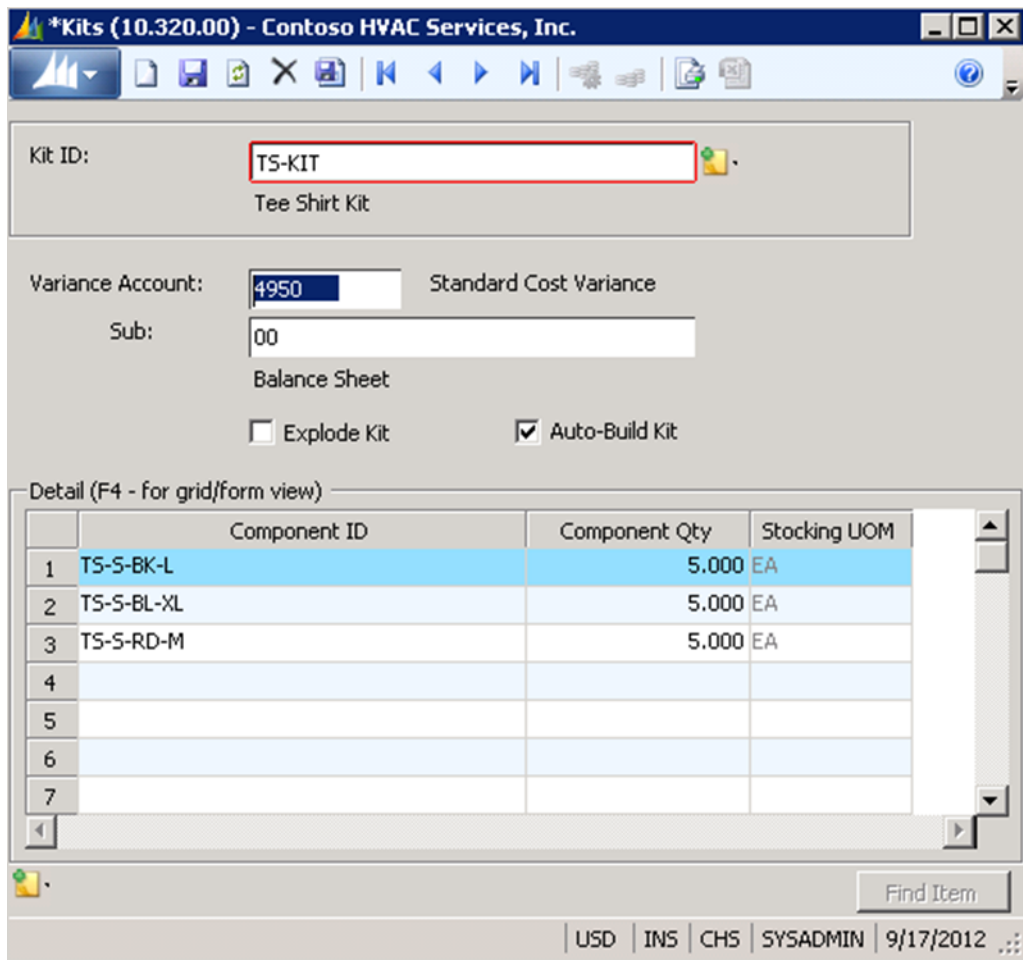 *Kits (10.320.00) - Contoso HVAC Services, Inc.
Kit ID: TS-KIT
Tee Shirt Kit
Variance Account: 4950 Standard Cost Variance
Sub: 00
Balance Sheet
Explode Kit Auto-Build Kit
Detail (F4 - for grid/form view)
Component ID Component Qty Stocking UOM
1 TS-S-BK-L 5.000 EA
2 TS-S-BL-XL 5.000 EA
3 TS-S-RD-M 5.000 EA
4
5
6
7
Find Item
USD INS CHS SYSADMIN 9/17/2012